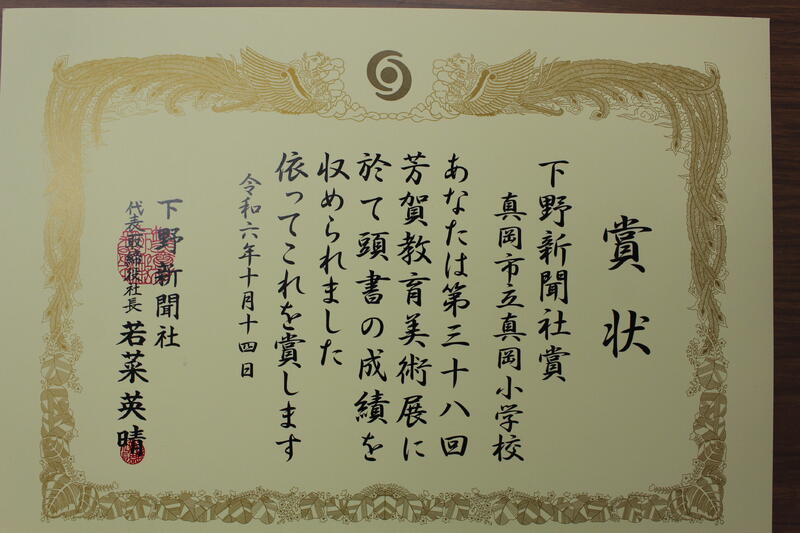 賞状
下野新聞社賞
真岡市立真岡小学校
あなたは第三十八回
芳賀教育美術展に
於て頭書の成績を
収められました
依ってこれを賞します
令和六年十月十四日
下野新聞社
代表取締役社長 若菜英晴